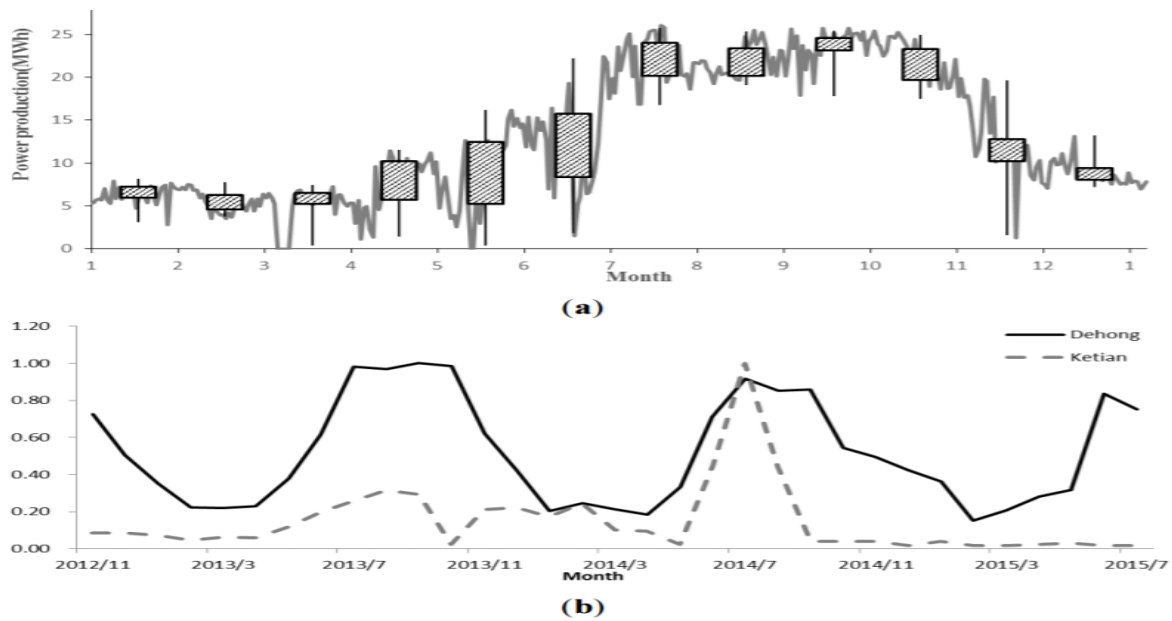 Power production(MWh)
25
20
15
10
5
0
1 2 3 4 5 6 7 8 9 10 11 12 1
Month
(a)
1.20
1.00
0.80
0.60
0.40
0.20
0.00
Dehong
Ketian
2012/11 2013/3 2013/7 2013/11 2014/3 2014/7 2014/11 2015/3 2015/7
Month
(b)